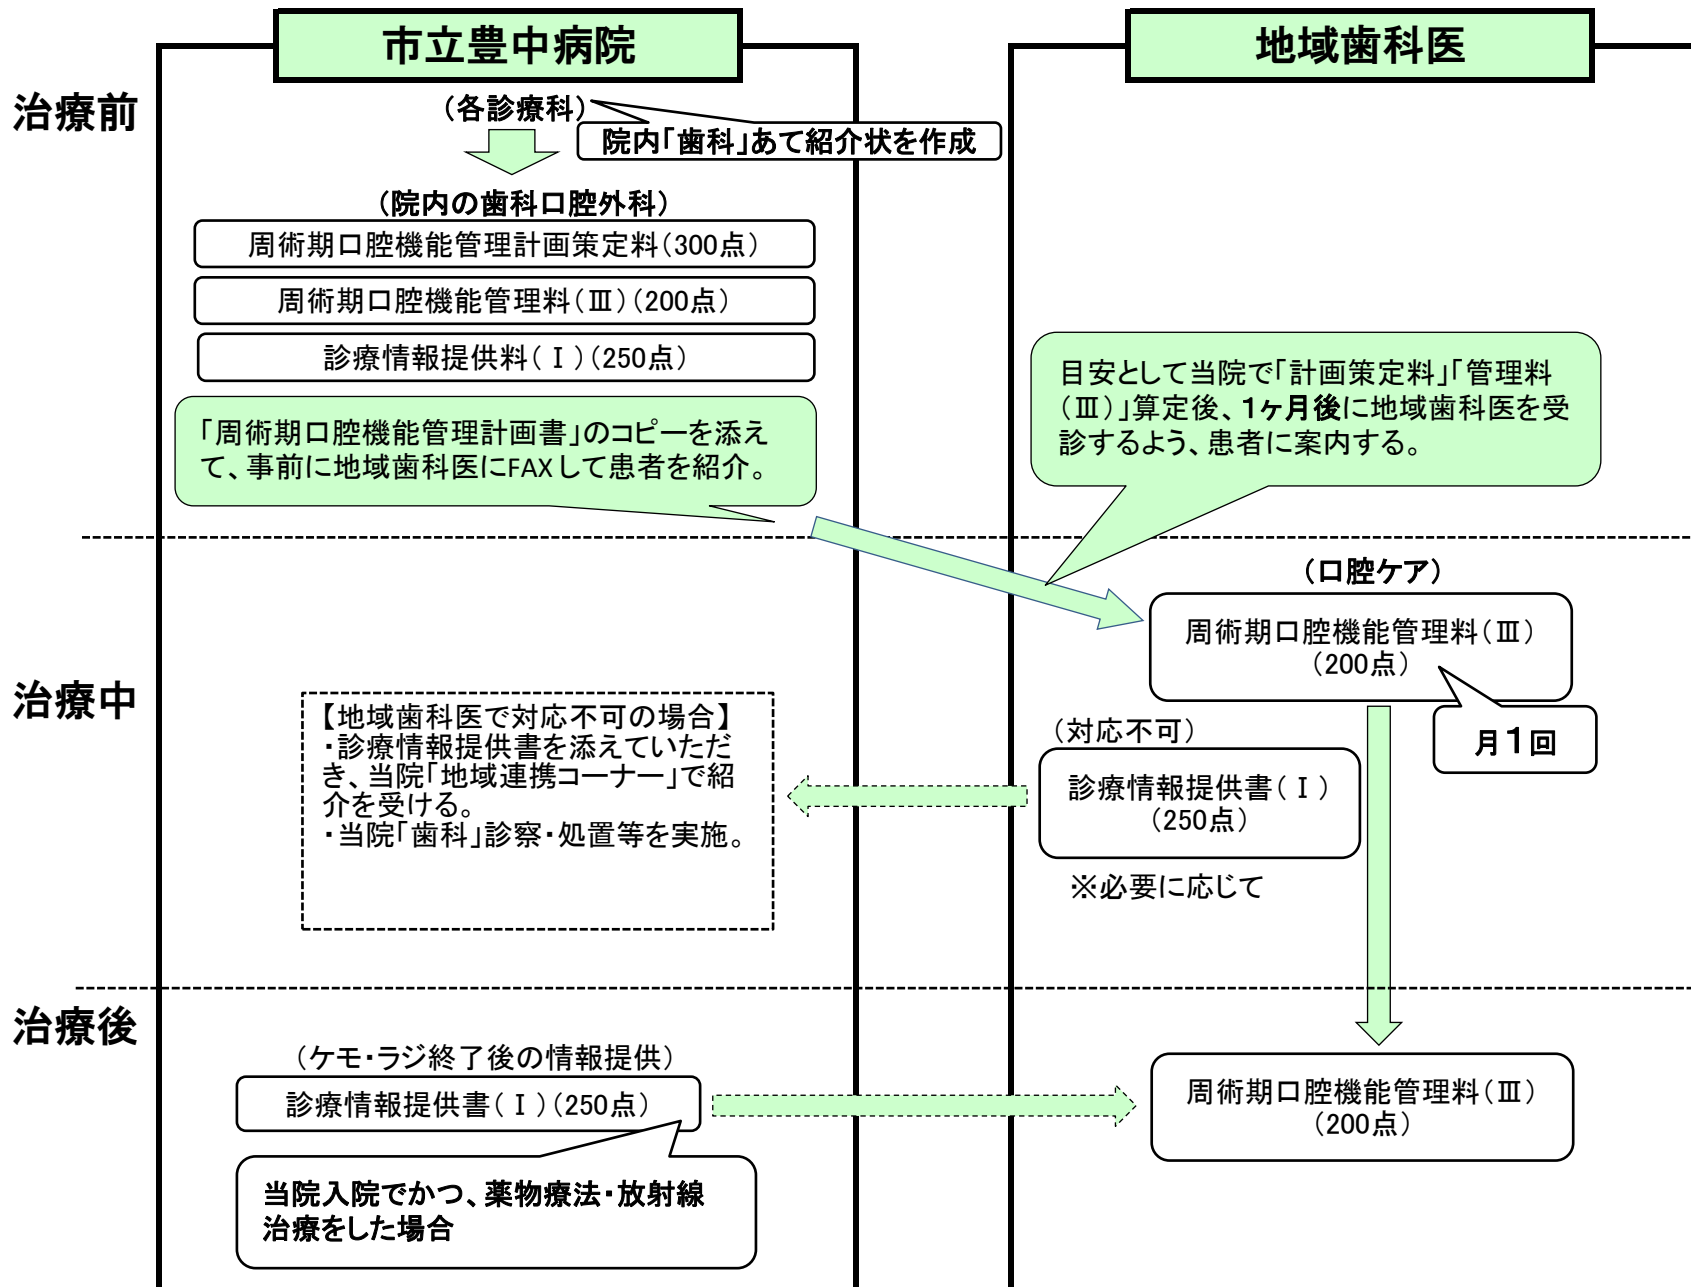 市立豊中病院
地域歯科医
治療前
（各診療科）
院内｢歯科｣あて紹介状を作成
（院内の歯科口腔外科）
周術期口腔機能管理計画策定料（300点）
周術期口腔機能管理料（Ⅲ）（200点）
診療情報提供料（Ⅰ）（250点）
「周術期口腔機能管理計画書」のコピーを添え
て、事前に地域歯科医にFAXして患者を紹介。
目安として当院で「計画策定料」「管理料
（Ⅲ）」算定後、1ヶ月後に地域歯科医を受
診するよう、患者に案内する。
治療中
（口腔ケア）
周術期口腔機能管理料（Ⅲ）
（200点）
月1回
【地域歯科医で対応不可の場合】
・診療情報提供書を添えていただ
き、当院「地域連携コーナー」で紹
介を受ける。
・当院「歯科」診察・処置等を実施。
（対応不可）
診療情報提供書（Ⅰ）
（250点）
※必要に応じて
治療後
（ケモ・ラジ終了後の情報提供）
診療情報提供書（Ⅰ）（250点）
当院入院でかつ、薬物療法・放射線
治療をした場合
周術期口腔機能管理料（Ⅲ）
（200点）